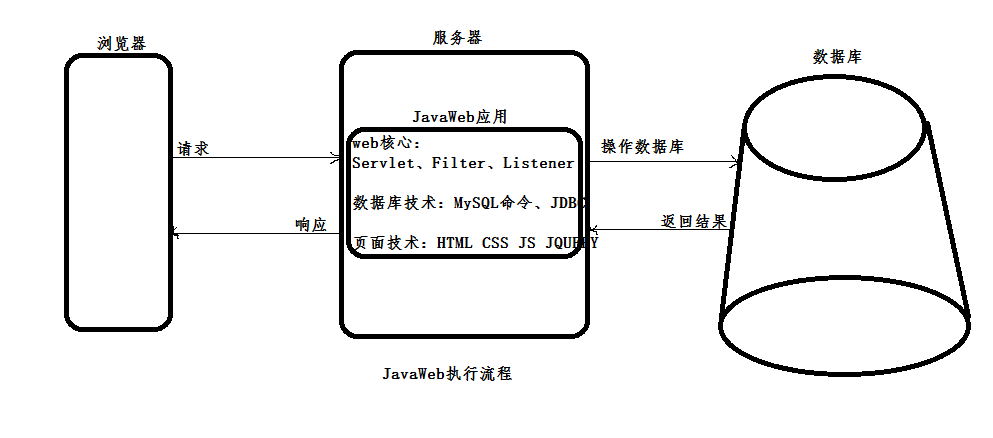 浏览器
服务器
数据库
JavaWeb应用
web核心：
Servlet、Filter、Listener
数据库技术：MySQL命令、JDBC
页面技术：HTML CSS JS JQUERY
请求
响应
操作数据库
返回结果
JavaWeb执行流程